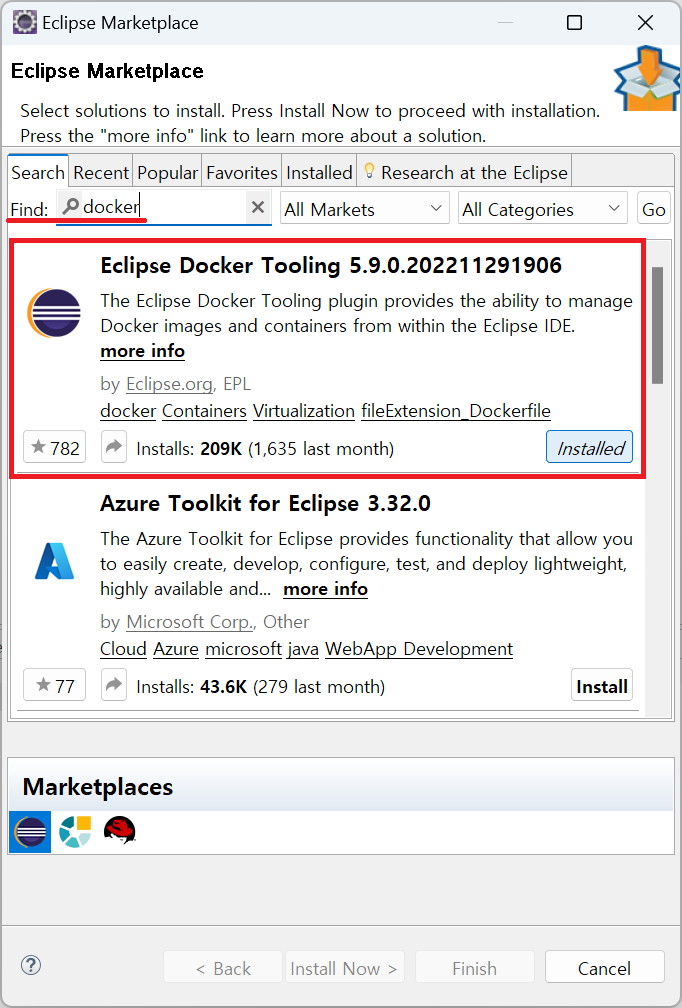 Eclipse Marketplace
Eclipse Marketplace
Select solutions to install. Press Install Now to proceed with installation.
Press the "more info" link to learn more about a solution.
Search Recent Popular Favorites Installed Research at the Eclipse
Find: docker All Markets All Categories Go
Eclipse Docker Tooling 5.9.0.202211291906
The Eclipse Docker Tooling plugin provides the ability to manage
Docker images and containers from within the Eclipse IDE.
more info
by Eclipse.org, EPL
docker Containers Virtualization fileExtension_Dockerfile
782 Installs: 209K (1,635 last month) Installed
Azure Toolkit for Eclipse 3.32.0
The Azure Toolkit for Eclipse provides functionality that allow you
to easily create, develop, configure, test, and deploy lightweight,
highly available and... more info
by Microsoft Corp., Other
Cloud Azure microsoft java WebApp Development
77 Installs: 43.6K (279 last month) Install
Marketplaces
? < Back Install Now > Finish Cancel